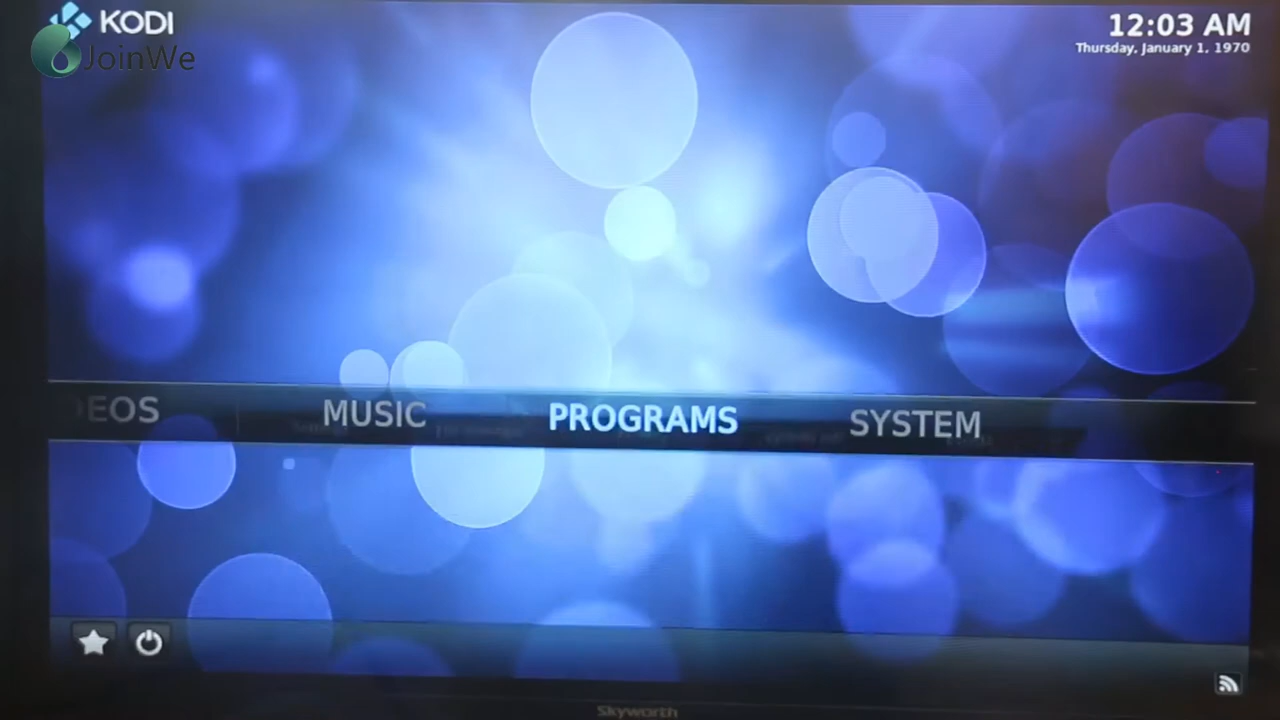 KODI
JoinWe
12:03 AM
Thursday, January 1, 1970
EOS
MUSIC
PROGRAMS
SYSTEM
Skyworth